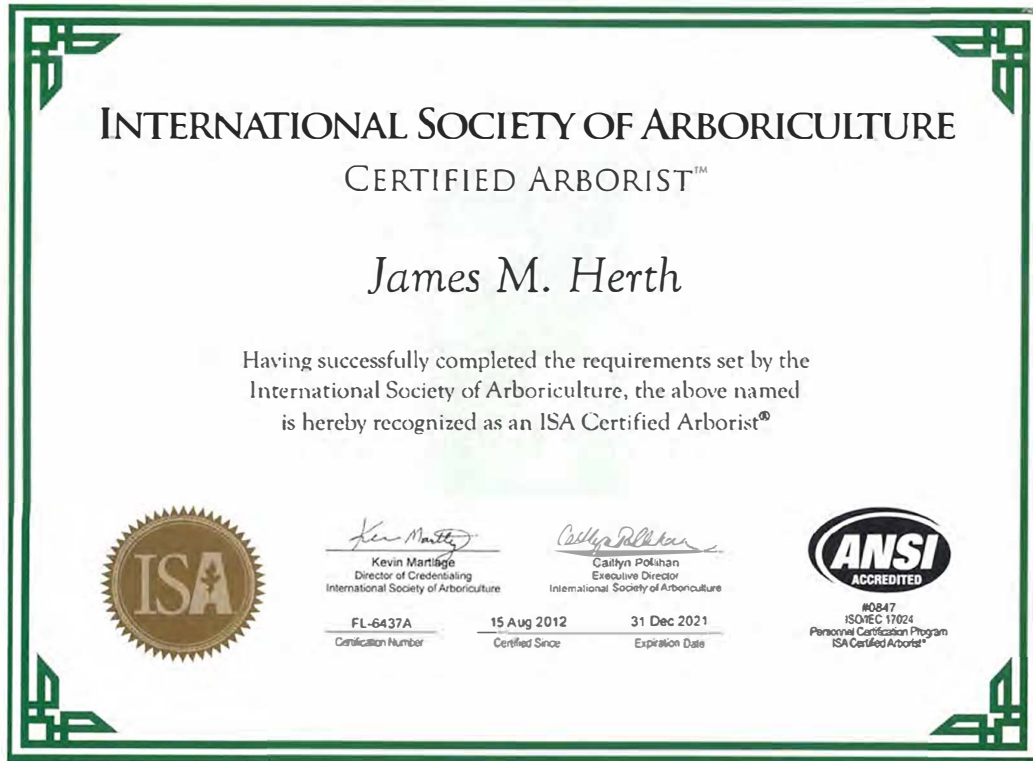 INTERNATIONAL SOCIETY OF ARBORICULTURE
CERTIFIED ARBORIST™
James M. Herth
Having successfully completed the requirements set by the
International Society of Arboriculture, the above named
is hereby recognized as an ISA Certified Arborist®
ISA
Kevin Martlage
Director of Credentialing
International Society of Arboriculture
Caitlyn Pollihan
Executive Director
International Society of Arboriculture
ANSI
ACCREDITED
#0847
ISO/IEC 17024
Personnel Certification Program
ISA Certified Arborist®
FL-6437A
Certification Number
15 Aug 2012
Certified Since
31 Dec 2021
Expiration Date